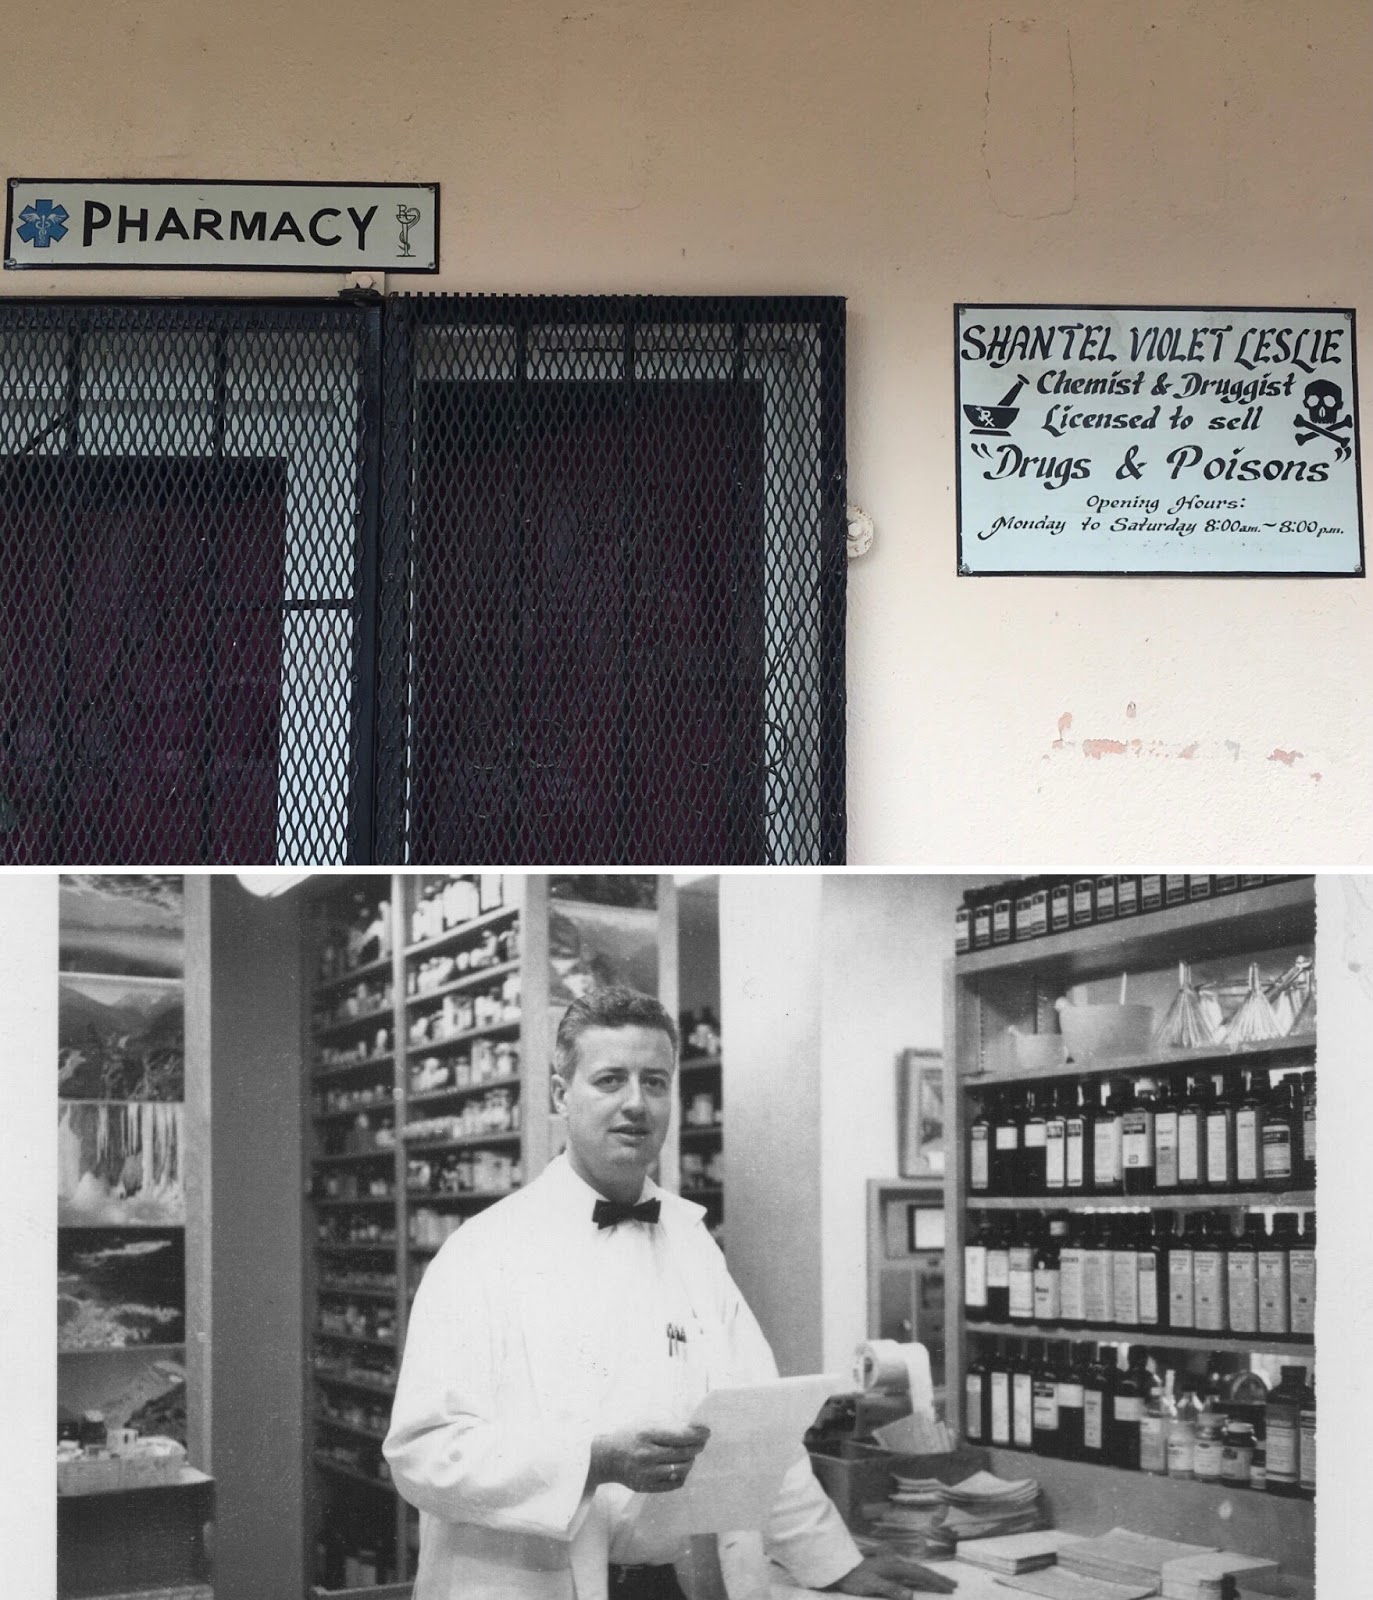 PHARMACY
SHANTEL VIOLET LESLIE
Chemist & Druggist
Licensed to sell
"Drugs & Poisons"
Opening Hours:
Monday to Saturday 8:00am. ~ 8:00p.m.